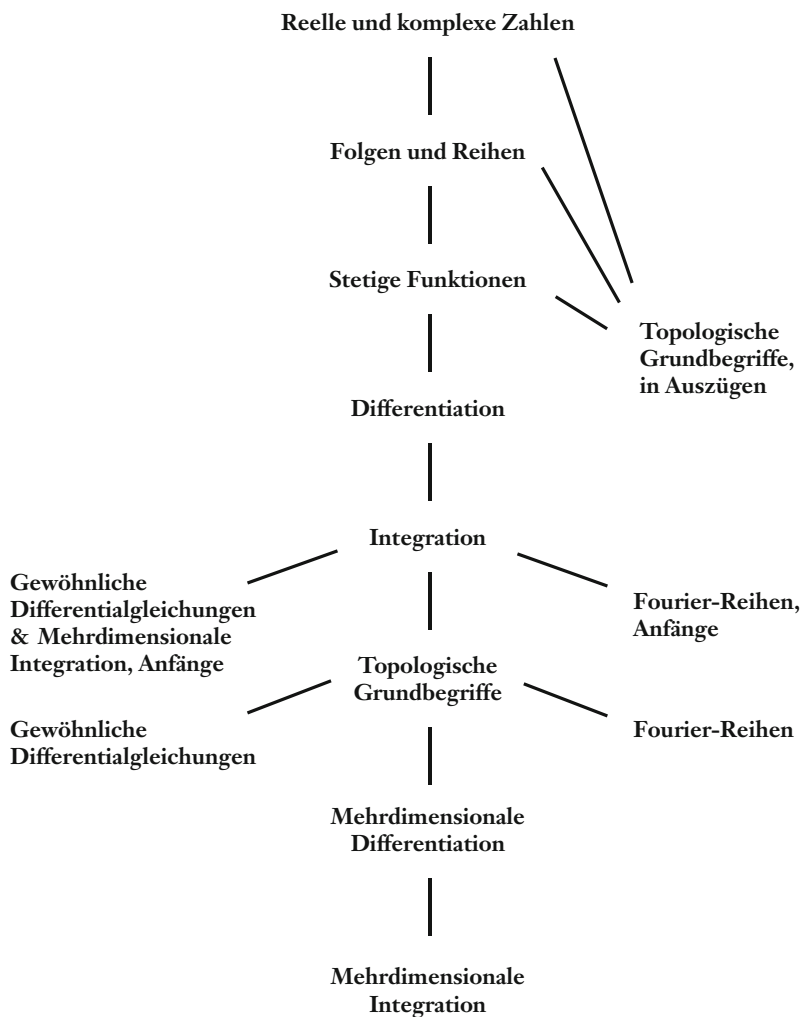 Reelle und komplexe Zahlen
Folgen und Reihen
Stetige Funktionen
Topologische
Grundbegriffe,
in Auszügen
Differentiation
Integration
Gewöhnliche
Differentialgleichungen
& Mehrdimensionale
Integration, Anfänge
Fourier-Reihen,
Anfänge
Topologische
Grundbegriffe
Gewöhnliche
Differentialgleichungen
Fourier-Reihen
Mehrdimensionale
Differentiation
Mehrdimensionale
Integration